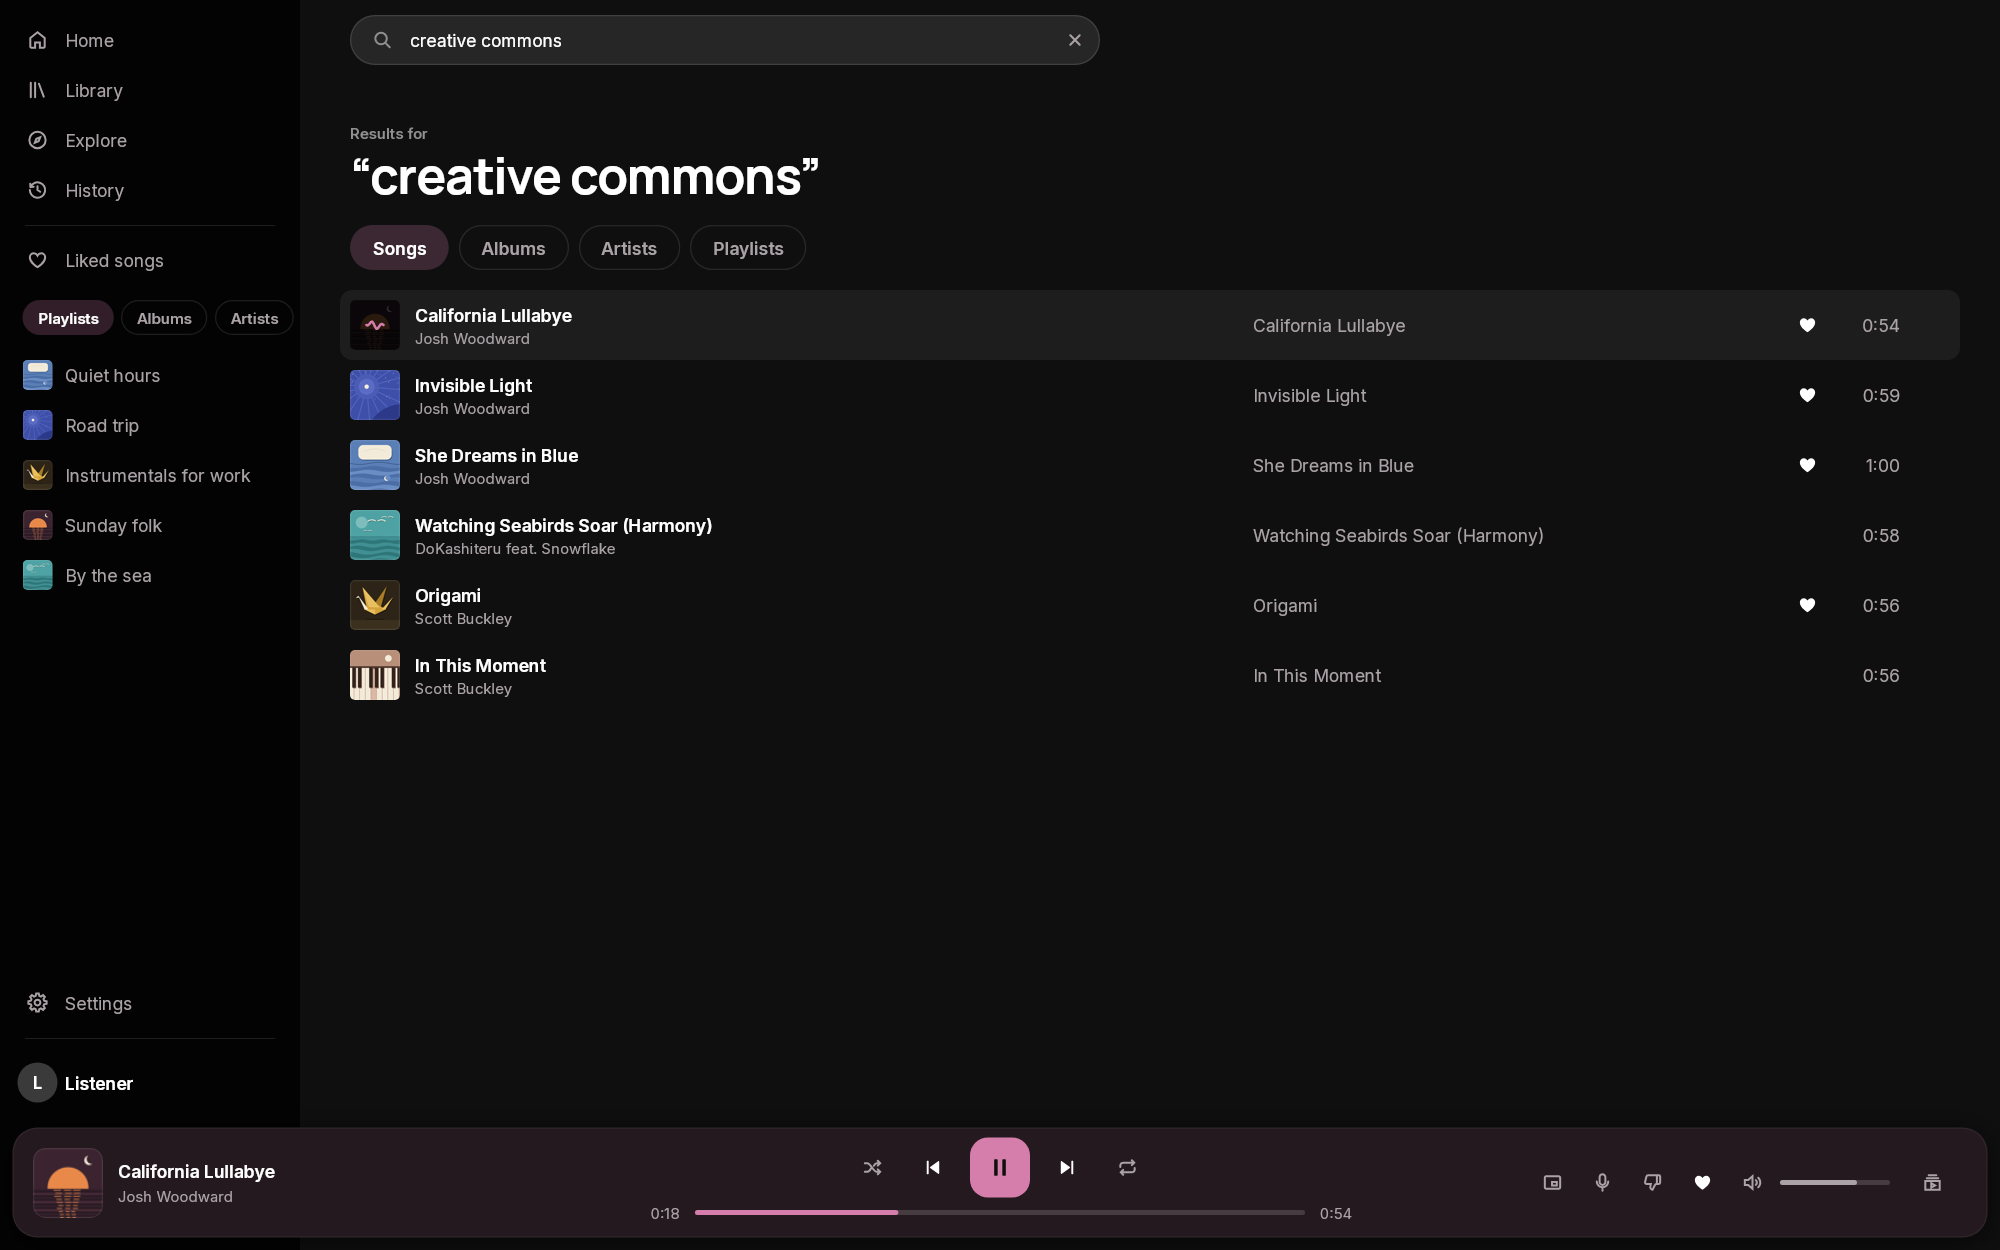 Home
Library
Explore
History
Liked songs
Playlists Albums Artists
Quiet hours
Road trip
Instrumentals for work
Sunday folk
By the sea
Settings
L Listener
creative commons
Results for
“creative commons”
Songs Albums Artists Playlists
California Lullabye
Josh Woodward
California Lullabye 0:54
Invisible Light
Josh Woodward
Invisible Light 0:59
She Dreams in Blue
Josh Woodward
She Dreams in Blue 1:00
Watching Seabirds Soar (Harmony)
DoKashiteru feat. Snowflake
Watching Seabirds Soar (Harmony) 0:58
Origami
Scott Buckley
Origami 0:56
In This Moment
Scott Buckley
In This Moment 0:56
California Lullabye
Josh Woodward
0:18 0:54